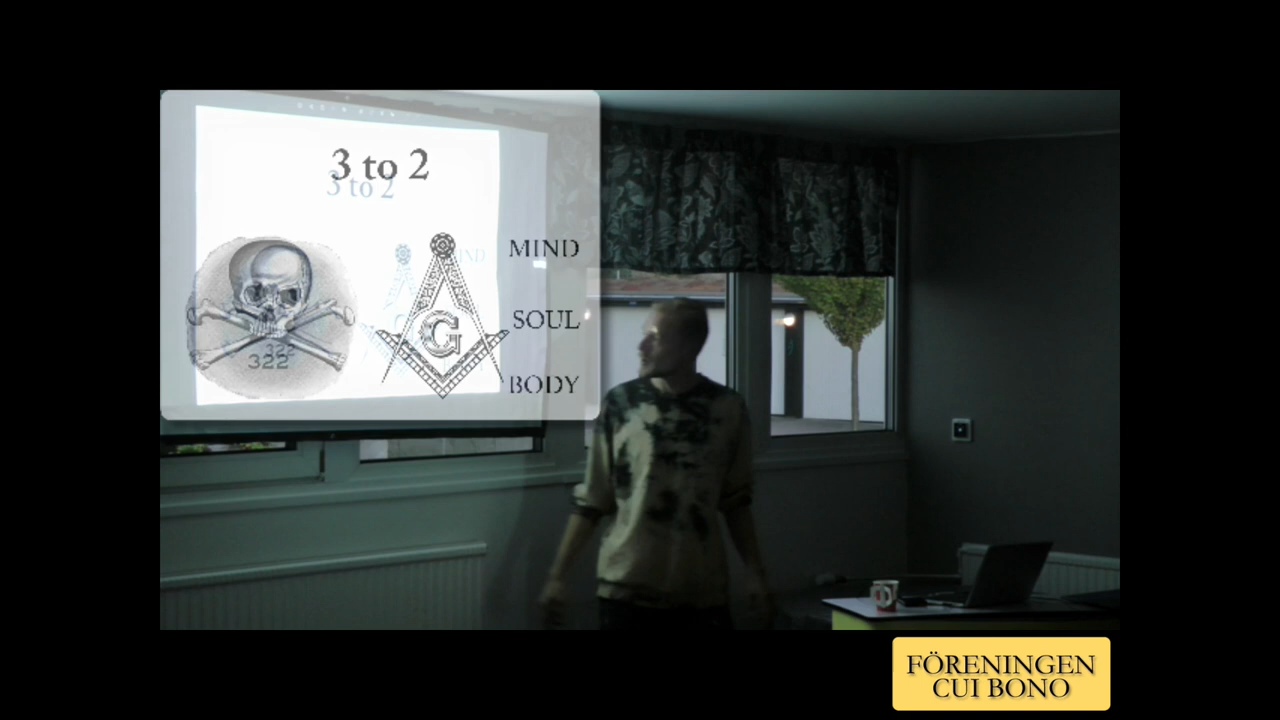 3 to 2
3 to 2
MIND
SOUL
BODY
G
322
FÖRENINGEN
CUI BONO